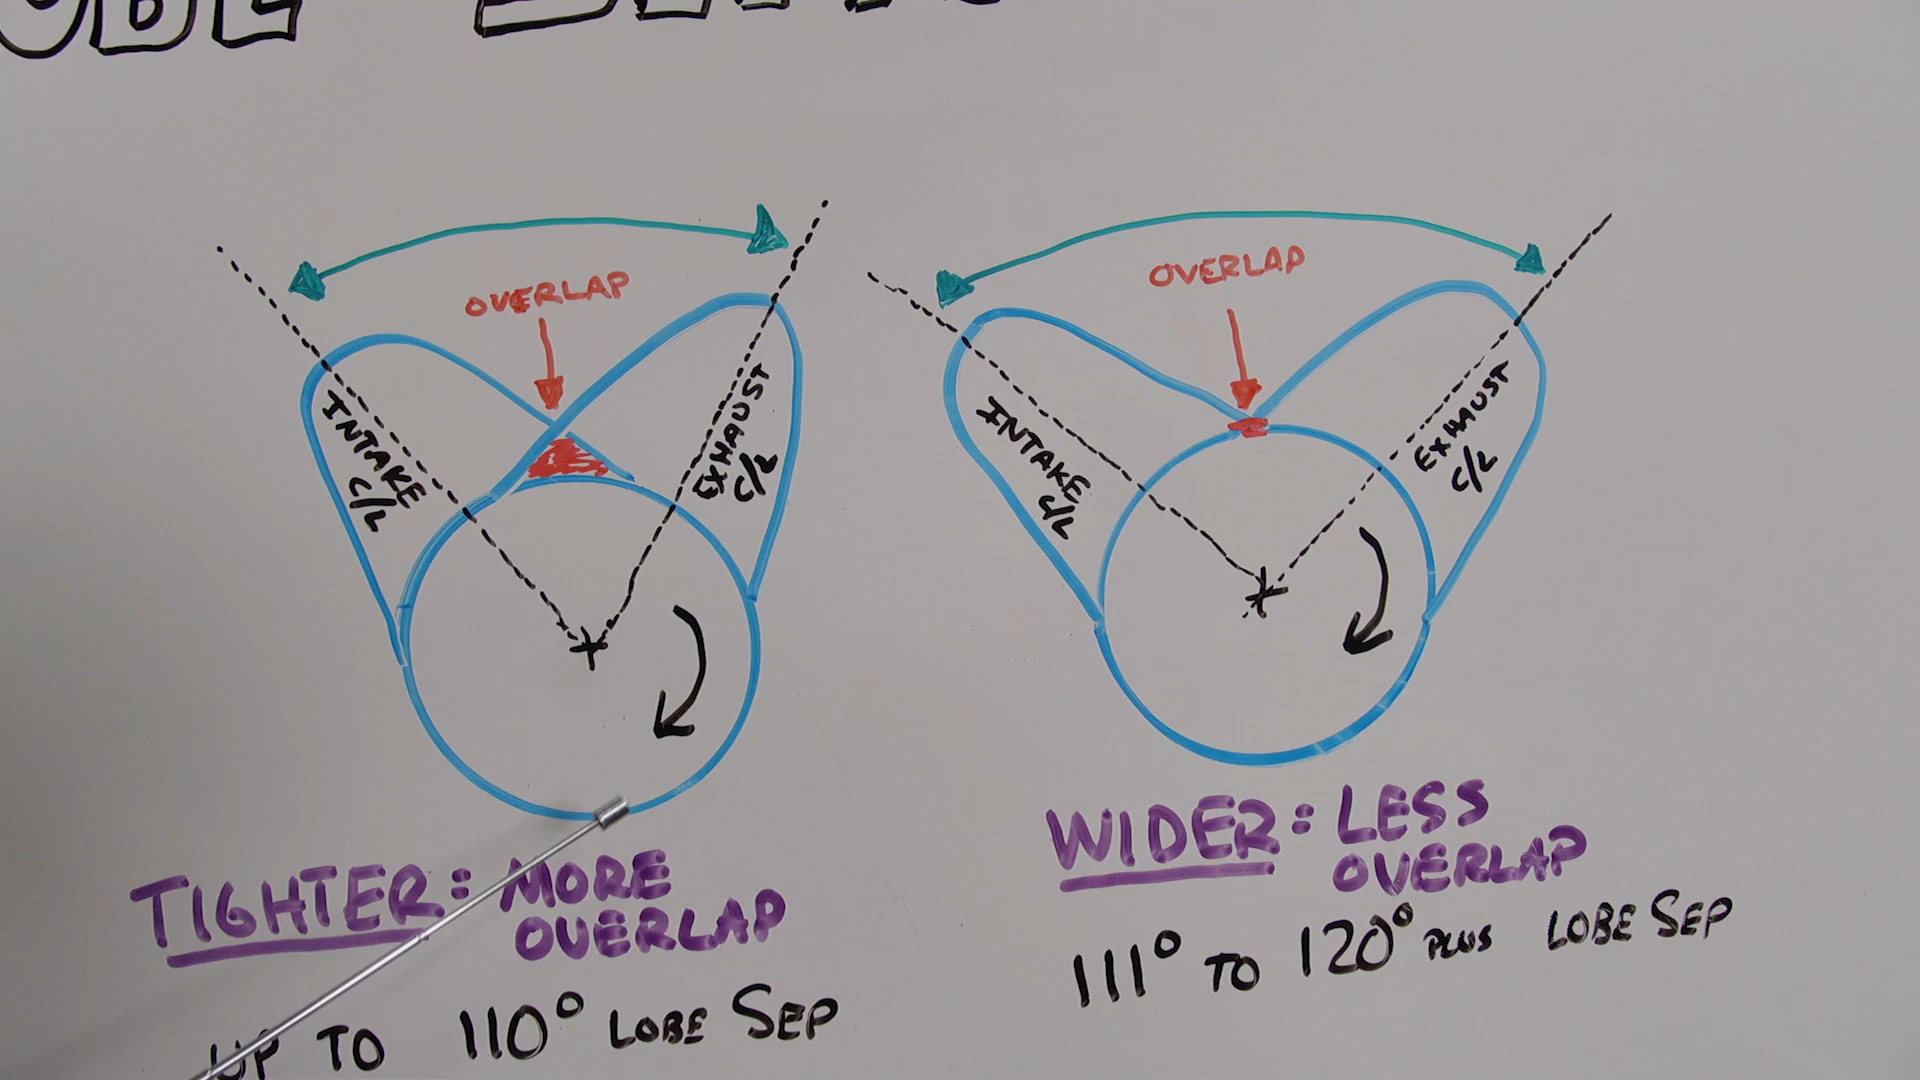 OVERLAP
INTAKE
C/L
EXHAUST
C/L
TIGHTER: MORE
OVERLAP
UP TO 110° LOBE SEP
OVERLAP
INTAKE
C/L
EXHAUST
C/L
WIDER: LESS
OVERLAP
111° TO 120° PLUS LOBE SEP